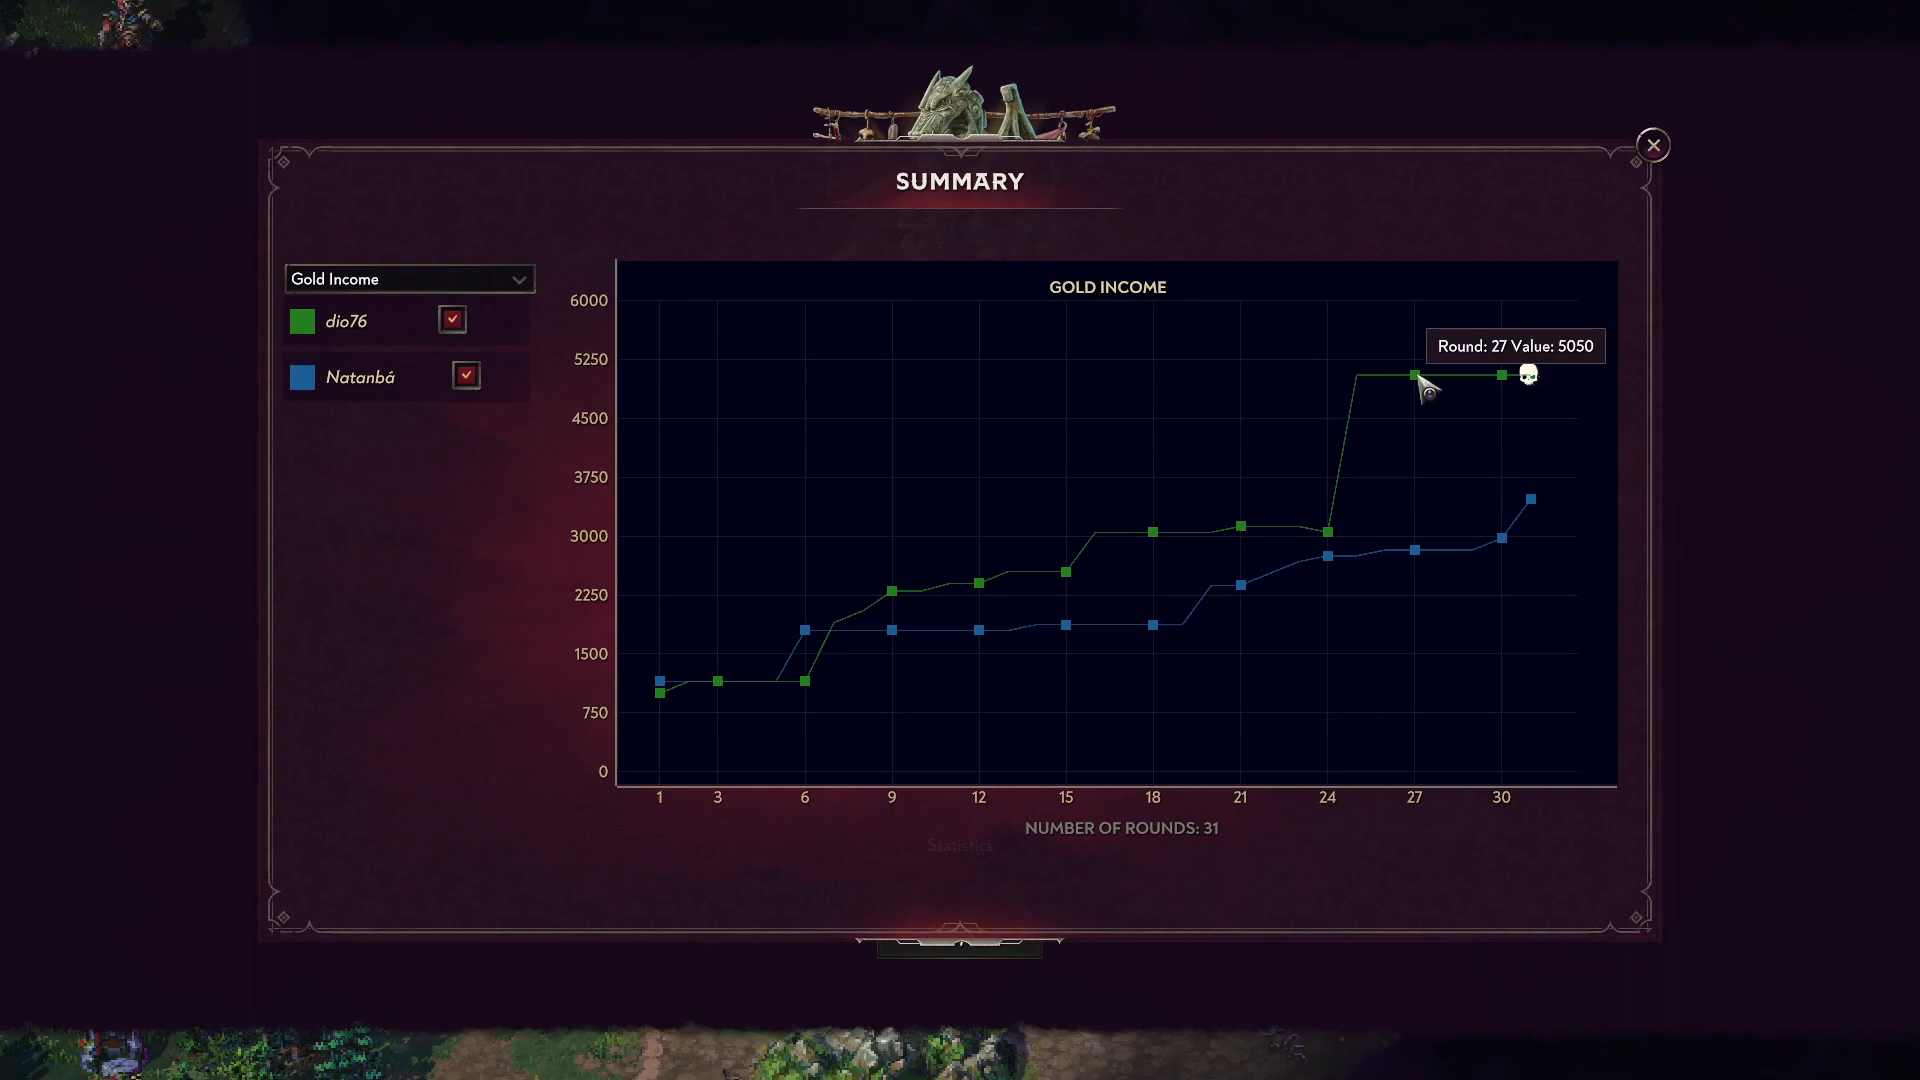 SUMMARY
Gold Income
dio76
Natanbá
GOLD INCOME
6000
5250
4500
3750
3000
2250
1500
750
0
Round: 27 Value: 5050
1 3 6 9 12 15 18 21 24 27 30
NUMBER OF ROUNDS: 31
Statistics